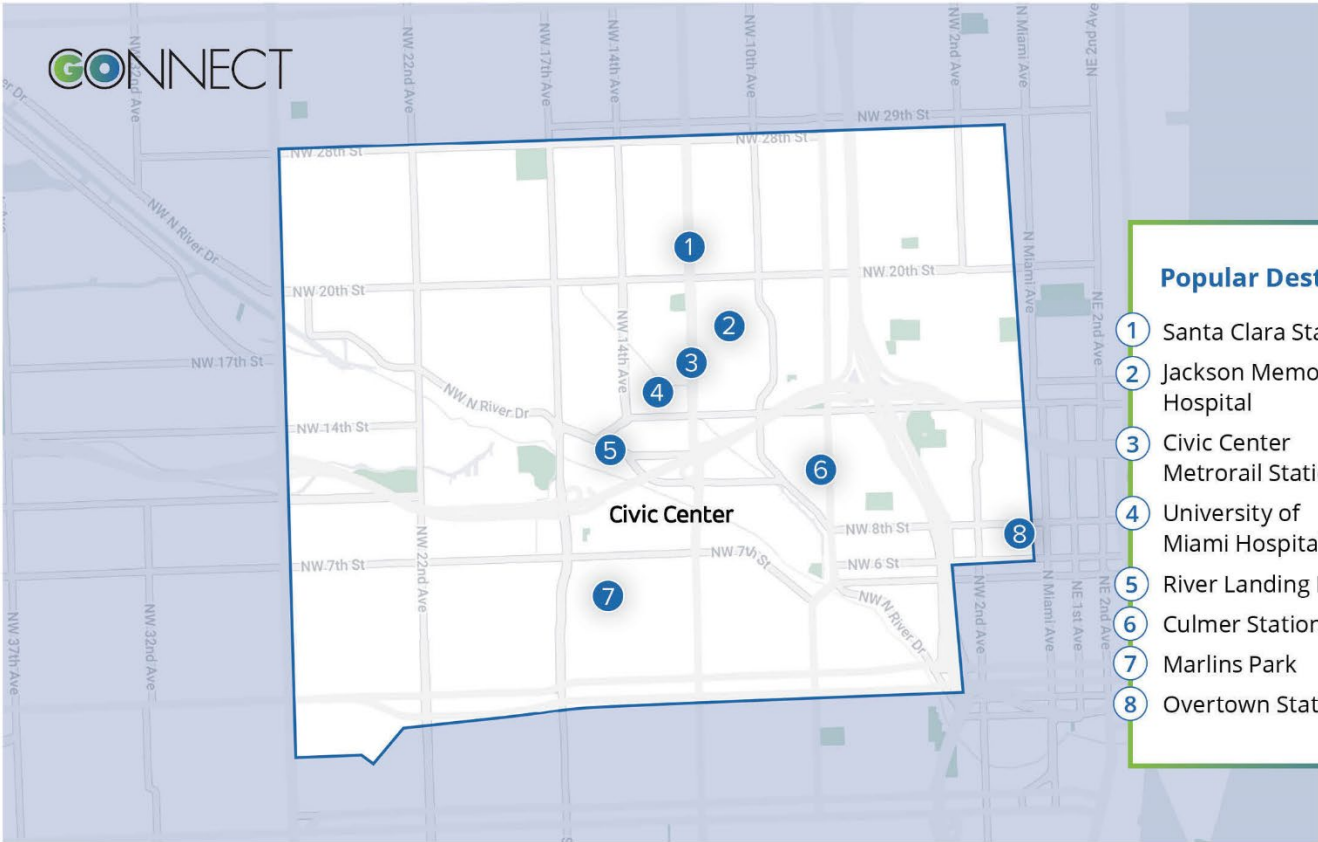 GONNECT
NW 32nd Ave
NW 22nd Ave
NW 17th Ave
NW 14th Ave
NW 10th Ave
NW 2nd Ave
N Miami Ave
NE 2nd Ave
NW 29th St
NW 28th St
NW 28th St
NW N River Dr
1
NW 20th St
NW 20th St
N Miami Ave
NE 2nd Ave
2
NW 14th Ave
NW 17th St
3
4
NW N River Dr
NW 14th St
5
6
Civic Center
NW 8th St
8
NW 7th St
NW 7th St
NW 6 St
NW 22nd Ave
7
NW N River Dr
NW 37th Ave
NW 32nd Ave
NW 2nd Ave
N Miami Ave
NE 1st Ave
NE 2nd Ave
Popular Dest
1 Santa Clara Sta
2 Jackson Memo
Hospital
3 Civic Center
Metrorail Stati
4 University of
Miami Hospita
5 River Landing
6 Culmer Station
7 Marlins Park
8 Overtown Stat